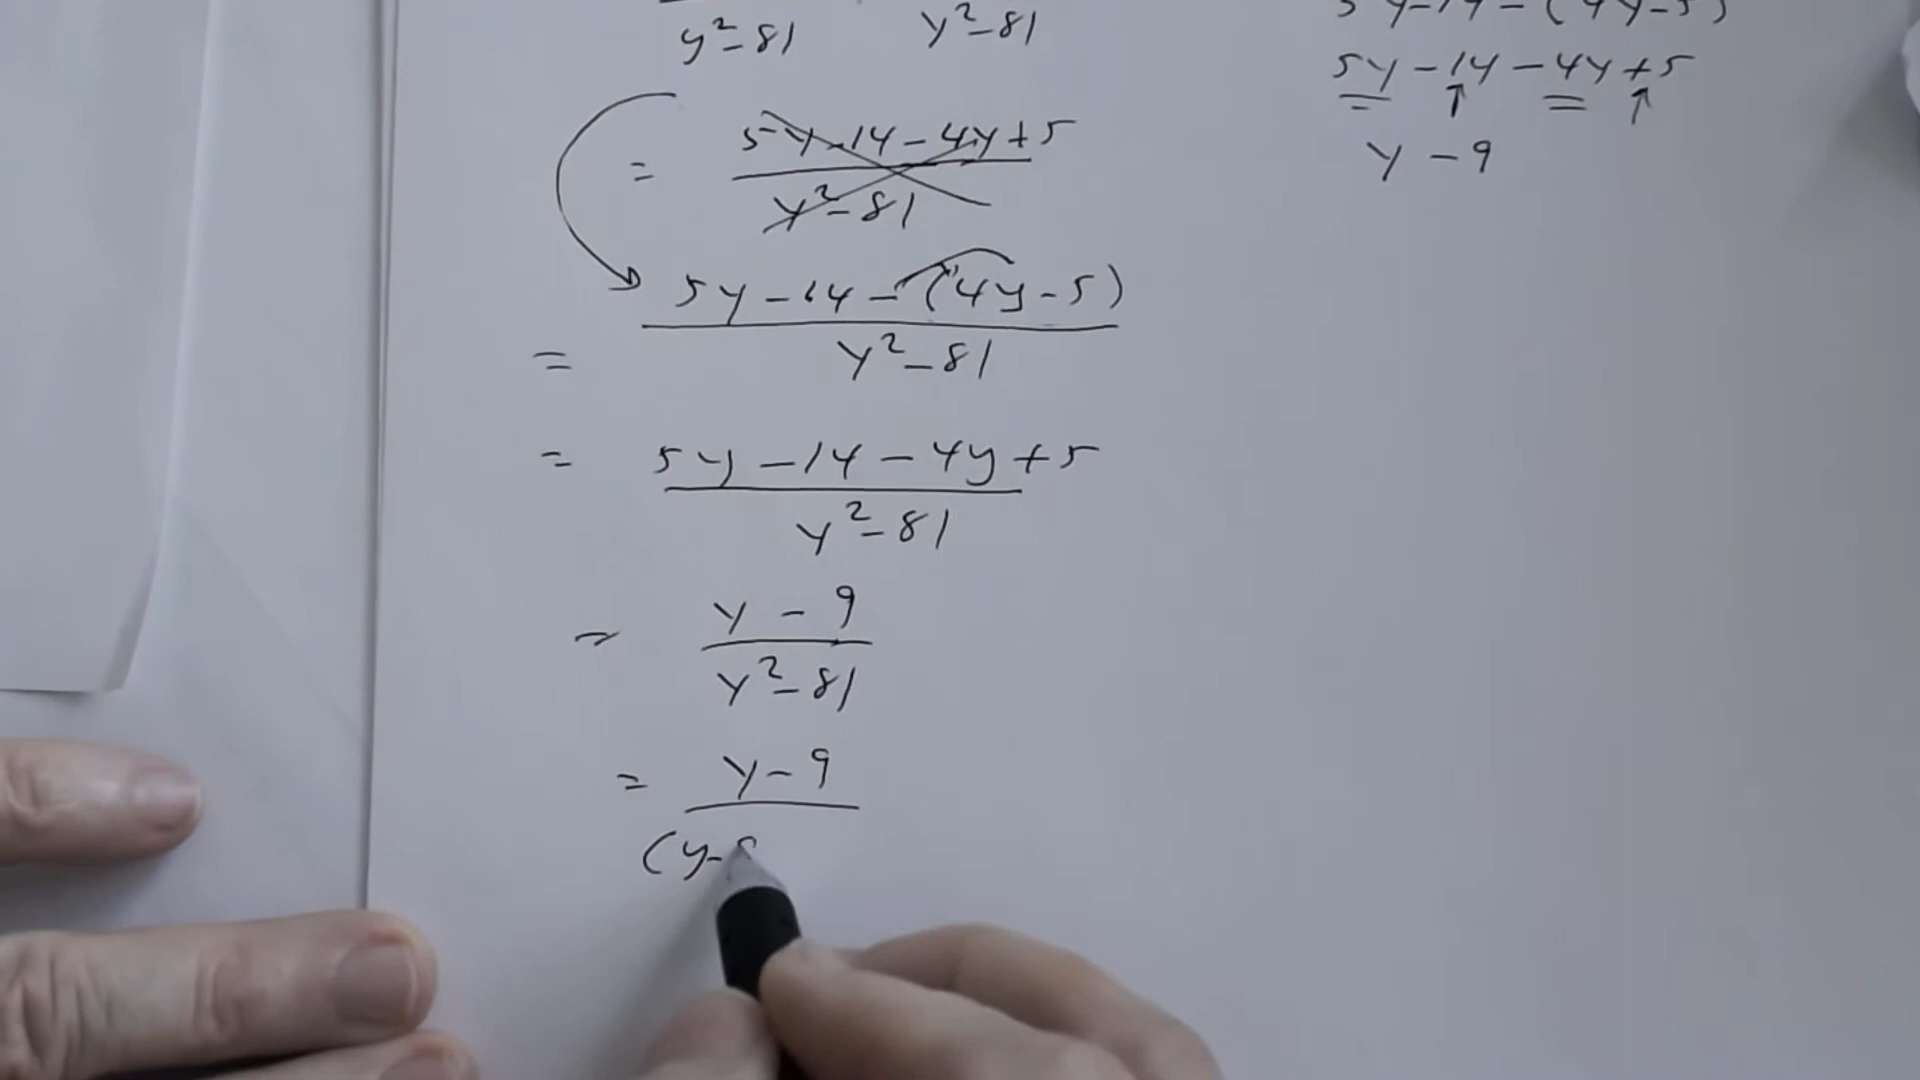 y²-81 y²-81
= 5y-14-4y+5
y²-81
5y-14-(4y-5)
=
y²-81
= 5y-14-4y+5
y²-81
= y-9
y²-81
= y-9
(y-
5y-14-(4y-5)
5y-14-4y+5
y-9